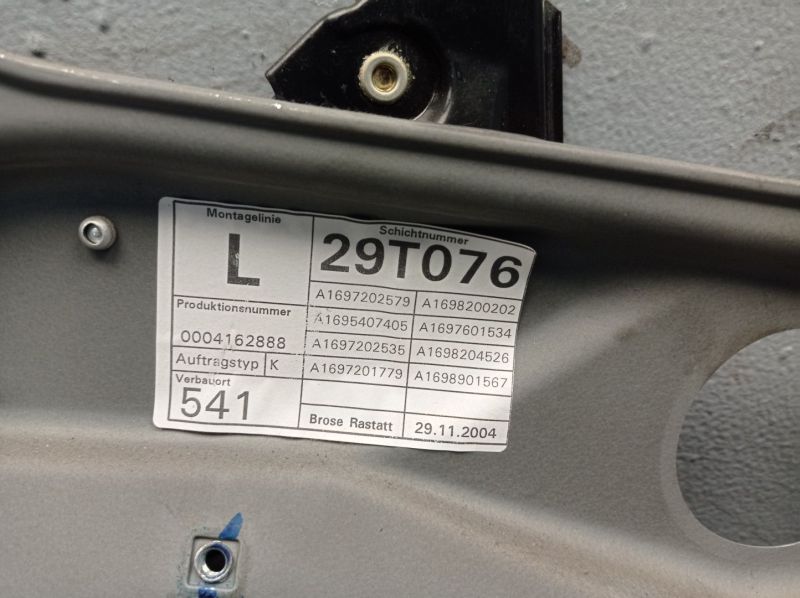 Montagelinie
L
Schichtnummer
29T076
A1697202579 A1698200202
A1695407405 A1697601534
A1697202535 A1698204526
A1697201779 A1698901567
Produktionsnummer
0004162888
Auftragstyp K
Verbauort
541
Brose Rastatt 29.11.2004